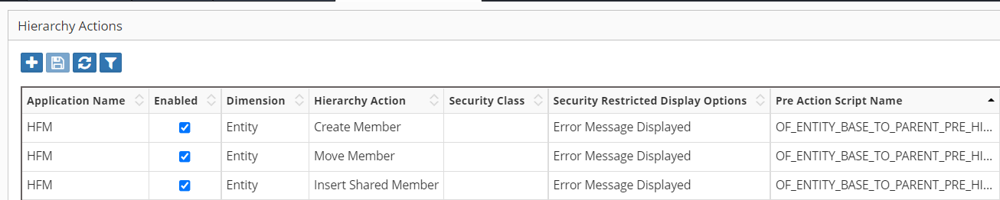 Hierarchy Actions
Application Name Enabled Dimension Hierarchy Action Security Class Security Restricted Display Options Pre Action Script Name
HFM Entity Create Member Error Message Displayed OF_ENTITY_BASE_TO_PARENT_PRE_HI...
HFM Entity Move Member Error Message Displayed OF_ENTITY_BASE_TO_PARENT_PRE_HI...
HFM Entity Insert Shared Member Error Message Displayed OF_ENTITY_BASE_TO_PARENT_PRE_HI...